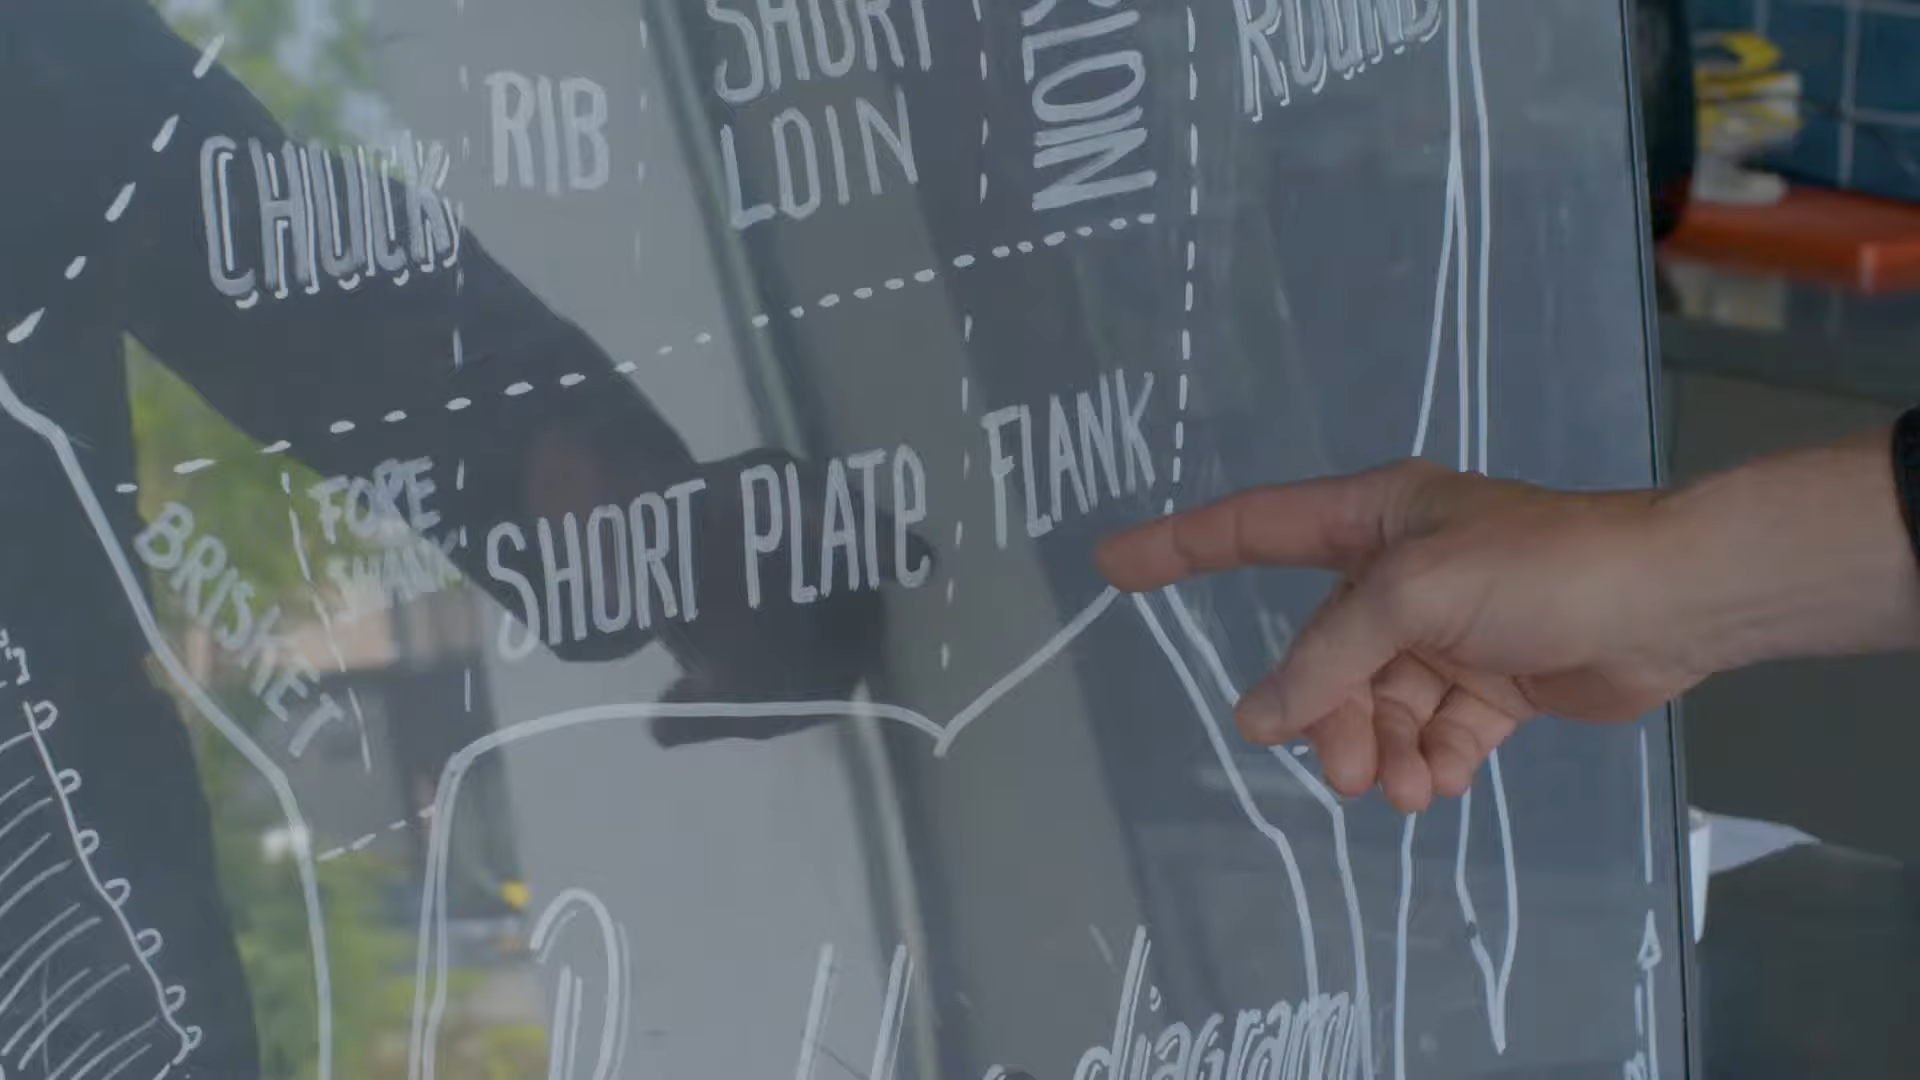 SHORT
LOIN
RIB
CHUCK
LOIN
ROUND
FORE
SHANK
BRISKET
SHORT PLATE
FLANK
diagram